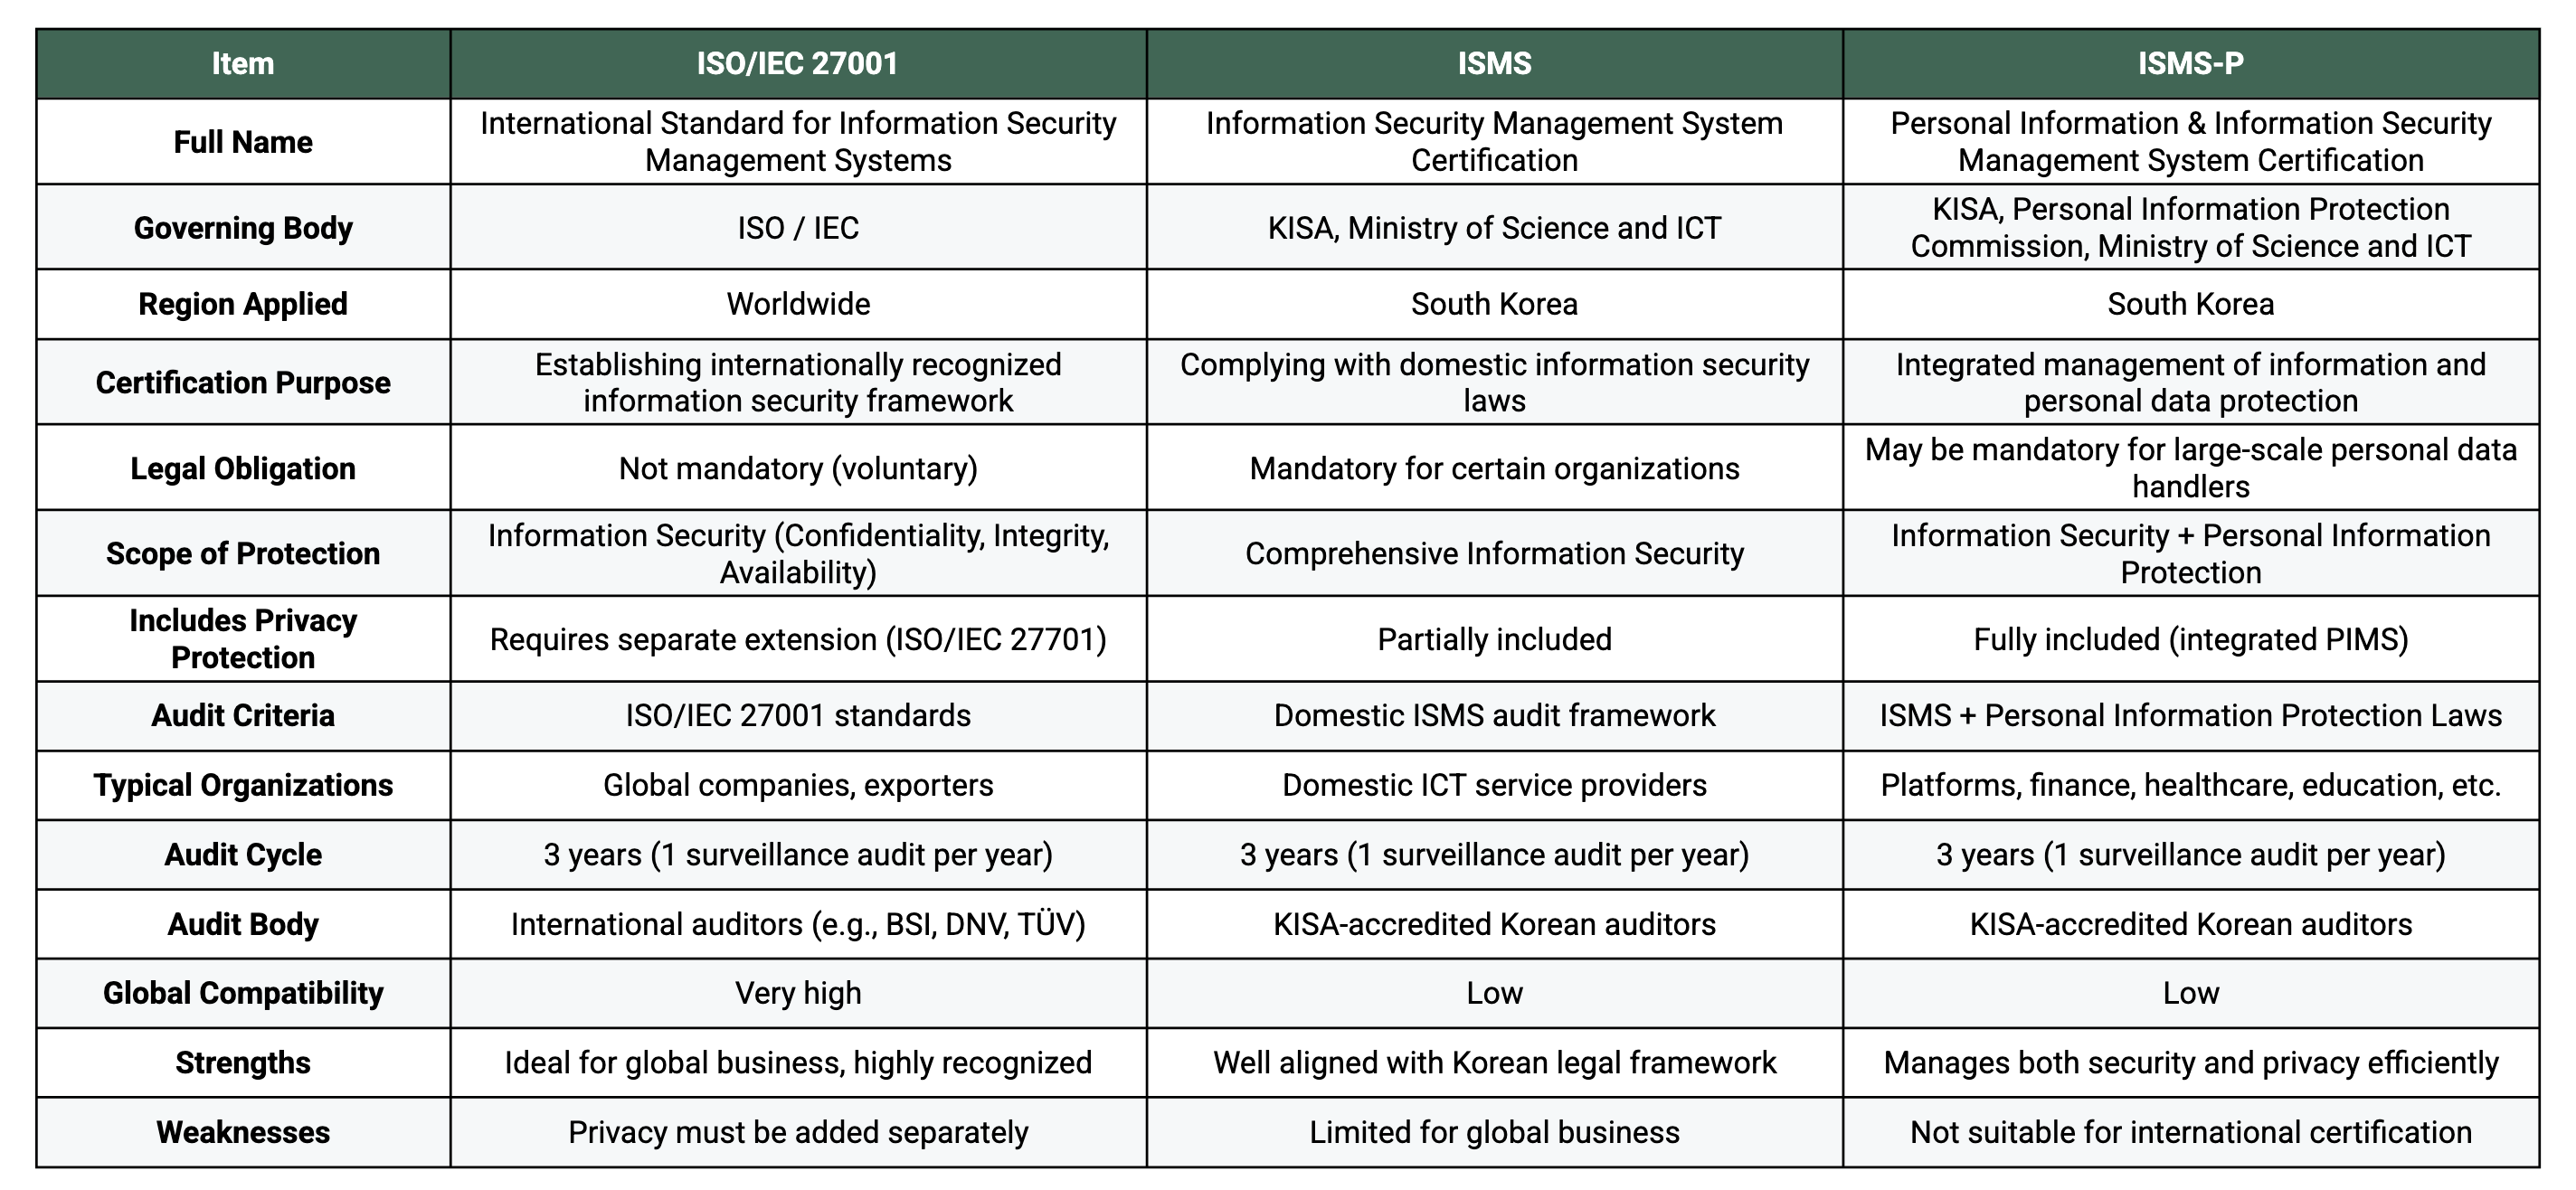 Item ISO/IEC 27001 ISMS ISMS-P
Full Name
International Standard for Information Security
Management Systems
Information Security Management System
Certification
Personal Information & Information Security
Management System Certification
Governing Body
ISO / IEC
KISA, Ministry of Science and ICT
KISA, Personal Information Protection
Commission, Ministry of Science and ICT
Region Applied
Worldwide
South Korea
South Korea
Certification Purpose
Establishing internationally recognized
information security framework
Complying with domestic information security
laws
Integrated management of information and
personal data protection
Legal Obligation
Not mandatory (voluntary)
Mandatory for certain organizations
May be mandatory for large-scale personal data
handlers
Scope of Protection
Information Security (Confidentiality, Integrity,
Availability)
Comprehensive Information Security
Information Security + Personal Information
Protection
Includes Privacy
Protection
Requires separate extension (ISO/IEC 27701)
Partially included
Fully included (integrated PIMS)
Audit Criteria
ISO/IEC 27001 standards
Domestic ISMS audit framework
ISMS + Personal Information Protection Laws
Typical Organizations
Global companies, exporters
Domestic ICT service providers
Platforms, finance, healthcare, education, etc.
Audit Cycle
3 years (1 surveillance audit per year)
3 years (1 surveillance audit per year)
3 years (1 surveillance audit per year)
Audit Body
International auditors (e.g., BSI, DNV, TÜV)
KISA-accredited Korean auditors
KISA-accredited Korean auditors
Global Compatibility
Very high
Low
Low
Strengths
Ideal for global business, highly recognized
Well aligned with Korean legal framework
Manages both security and privacy efficiently
Weaknesses
Privacy must be added separately
Limited for global business
Not suitable for international certification